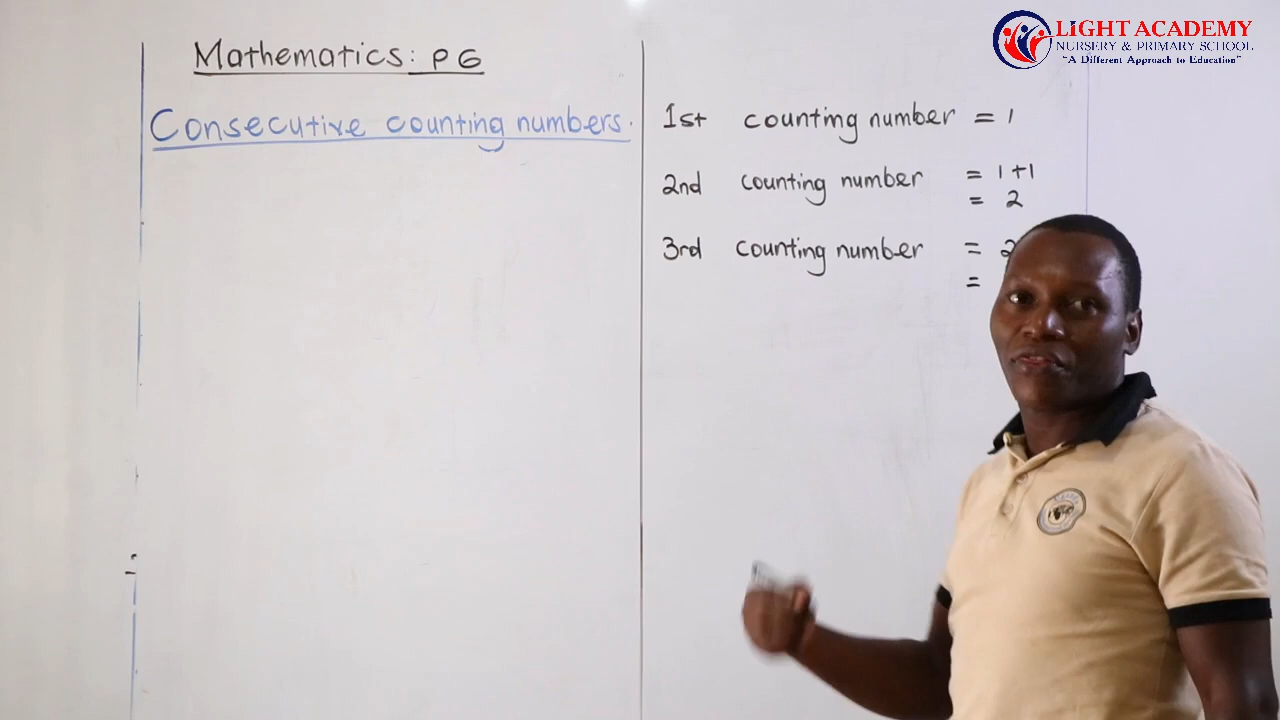 LIGHT ACADEMY
NURSERY & PRIMARY SCHOOL
"A Different Approach to Education"
Mathematics: P6
Consecutive counting numbers.
1st counting number = 1
2nd counting number = 1+1
= 2
3rd counting number = 2
=